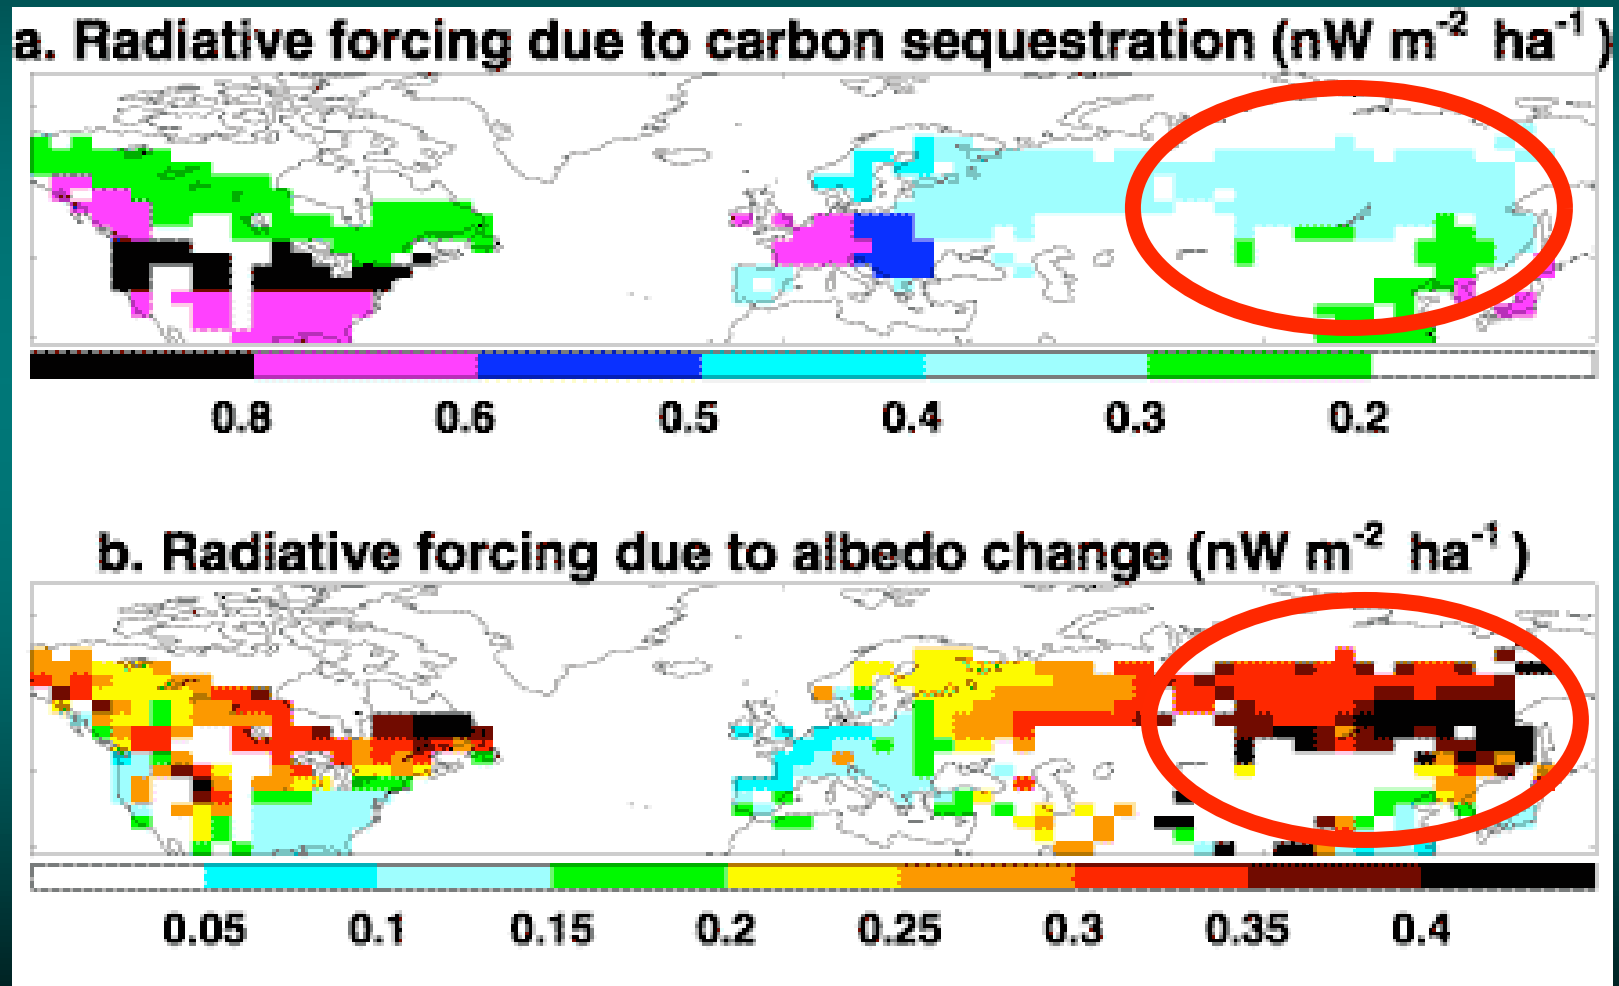 a. Radiative forcing due to carbon sequestration (nW m-2 ha-1)
0.8 0.6 0.5 0.4 0.3 0.2
b. Radiative forcing due to albedo change (nW m-2 ha-1)
0.05 0.1 0.15 0.2 0.25 0.3 0.35 0.4